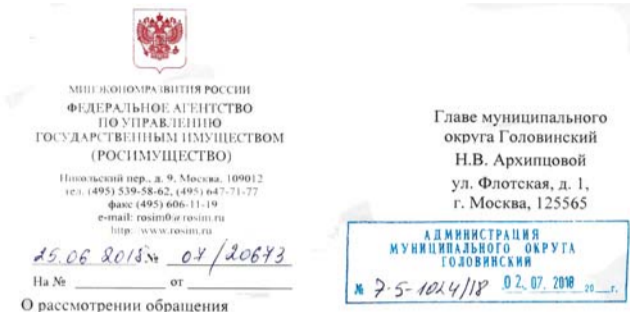 МИНЭКОНОМРАЗВИТИЯ РОССИИ
ФЕДЕРАЛЬНОЕ АГЕНТСТВО
ПО УПРАВЛЕНИЮ
ГОСУДАРСТВЕННЫМ ИМУЩЕСТВОМ
(РОСИМУЩЕСТВО)
Никольский пер., д. 9, Москва, 109012
тел. (495) 539-58-62, (495) 647-71-77
факс (495) 606-11-19
e-mail: rosim@rosim.ru
http: www.rosim.ru
25.06 2018 № 07/20673
На № от
О рассмотрении обращения
Главе муниципального
округа Головинский
Н.В. Архипцовой
ул. Флотская, д. 1,
г. Москва, 125565
АДМИНИСТРАЦИЯ
МУНИЦИПАЛЬНОГО ОКРУГА
ГОЛОВИНСКИЙ
№ 7-5-1024/18 02. 07. 2018 20 г.